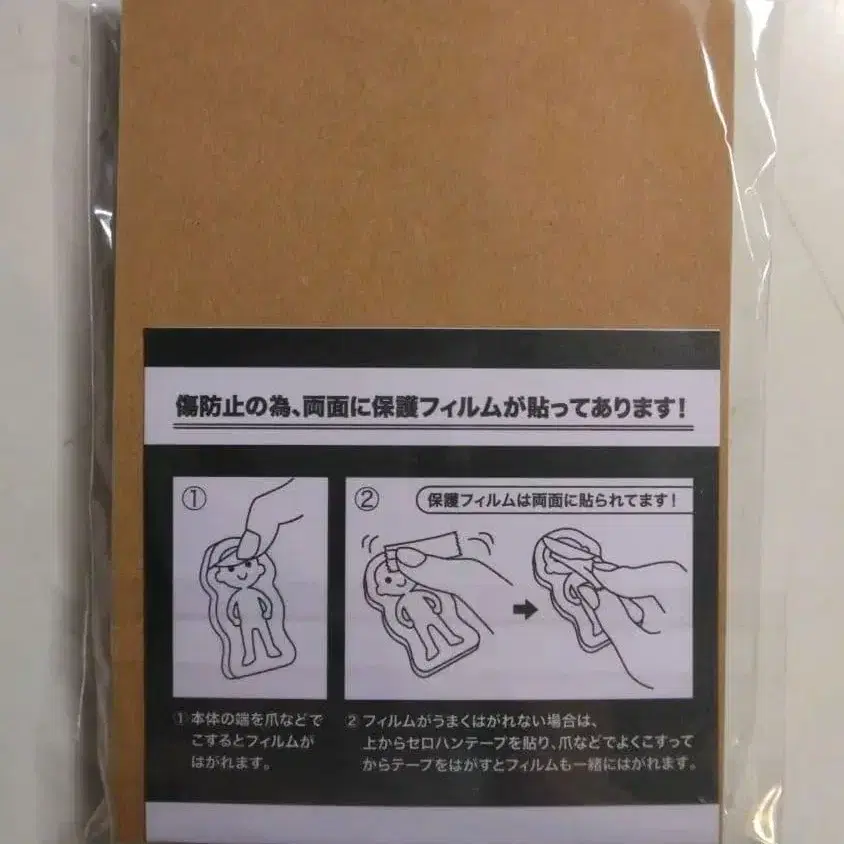 傷防止の為、両面に保護フィルムが貼ってあります!
①
②
保護フィルムは両面に貼られてます!
① 本体の端を爪などで
こするとフィルムが
はがれます。
② フィルムがうまくはがれない場合は、
上からセロハンテープを貼り、爪などでよくこすって
からテープをはがすとフィルムも一緒にはがれます。